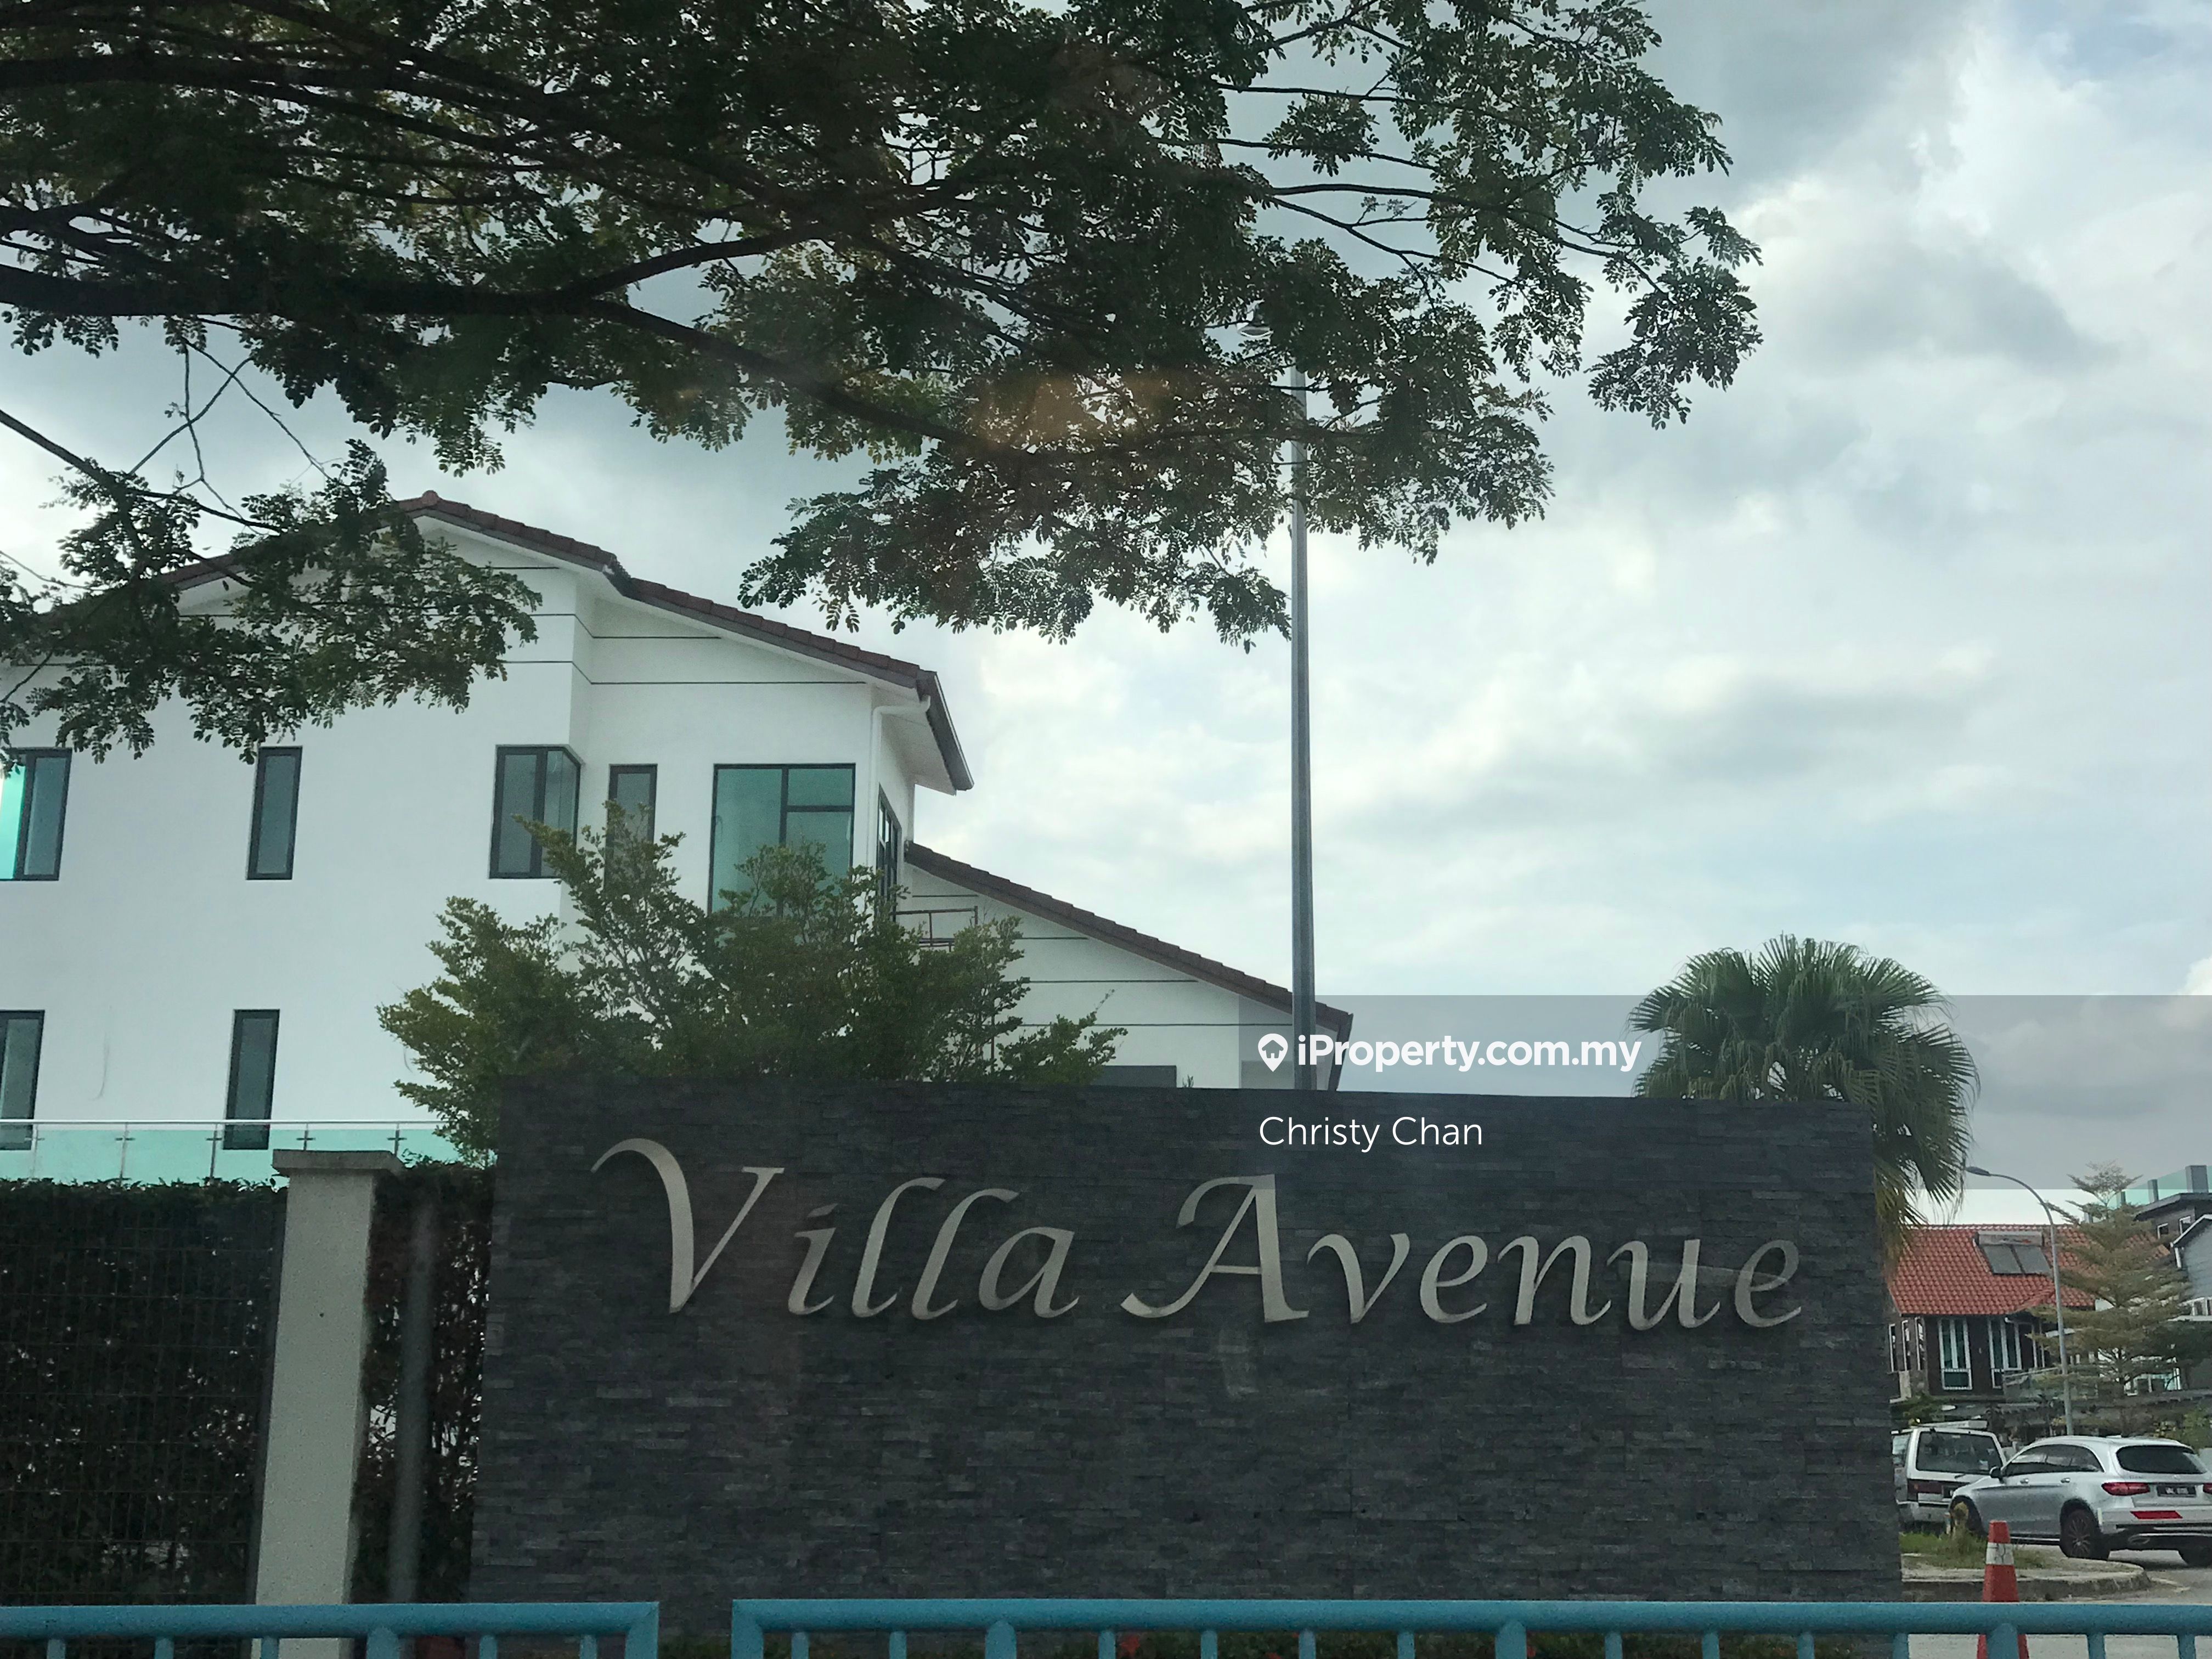 iProperty.com.my
Christy Chan
Villa Avenue